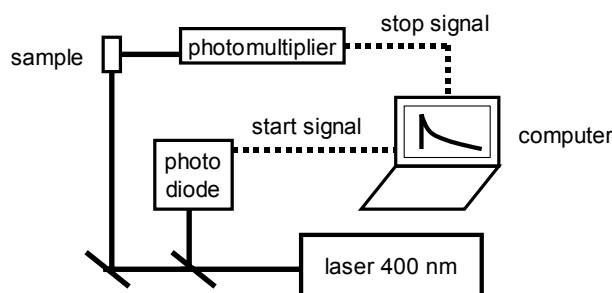 stop signal
photomultiplier
sample
start signal
computer
photo
diode
laser 400 nm